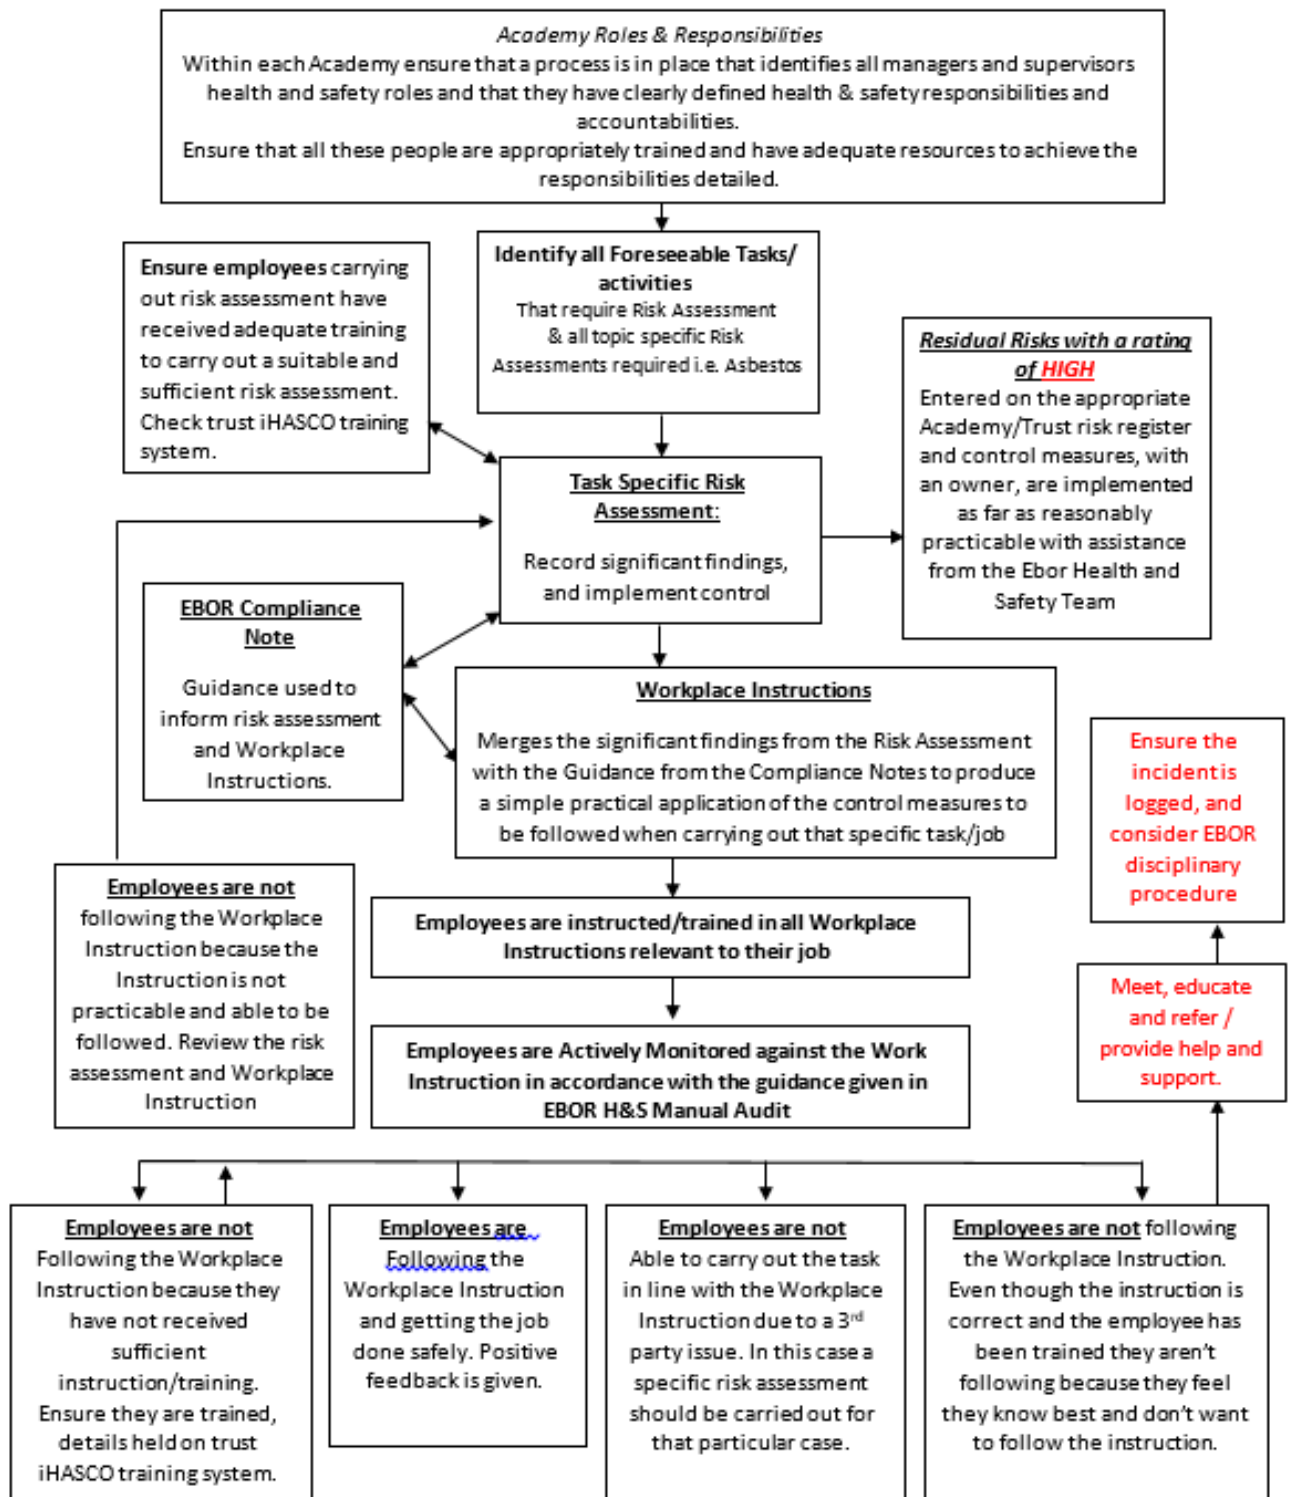 Academy Roles & Responsibilities
Within each Academy ensure that a process is in place that identifies all managers and supervisors
health and safety roles and that they have clearly defined health & safety responsibilities and
accountabilities.
Ensure that all these people are appropriately trained and have adequate resources to achieve the
responsibilities detailed.
Identify all Foreseeable Tasks/
activities
That require Risk Assessment
& all topic specific Risk
Assessments required i.e. Asbestos
Ensure employees carrying
out risk assessment have
received adequate training
to carry out a suitable and
sufficient risk assessment.
Check trust iHASCO training
system.
Residual Risks with a rating
of HIGH
Entered on the appropriate
Academy/Trust risk register
and control measures, with
an owner, are implemented
as far as reasonably
practicable with assistance
from the Ebor Health and
Safety Team
Task Specific Risk
Assessment:
Record significant findings,
and implement control
EBOR Compliance
Note
Guidance used to
inform risk assessment
and Workplace
Instructions.
Workplace Instructions
Merges the significant findings from the Risk Assessment
with the Guidance from the Compliance Notes to produce
a simple practical application of the control measures to
be followed when carrying out that specific task/job
Ensure the
incident is
logged, and
consider EBOR
disciplinary
procedure
Employees are not
following the Workplace
Instruction because the
Instruction is not
practicable and able to be
followed. Review the risk
assessment and Workplace
Instruction
Employees are instructed/trained in all Workplace
Instructions relevant to their job
Meet, educate
and refer /
provide help and
support.
Employees are Actively Monitored against the Work
Instruction in accordance with the guidance given in
EBOR H&S Manual Audit
Employees are not
Following the Workplace
Instruction because they
have not received
sufficient
instruction/training.
Ensure they are trained,
details held on trust
iHASCO training system.
Employees are
Following the
Workplace Instruction
and getting the job
done safely. Positive
feedback is given.
Employees are not
Able to carry out the task
in line with the Workplace
Instruction due to a 3rd
party issue. In this case a
specific risk assessment
should be carried out for
that particular case.
Employees are not following
the Workplace Instruction.
Even though the instruction is
correct and the employee has
been trained they aren't
following because they feel
they know best and don't want
to follow the instruction.